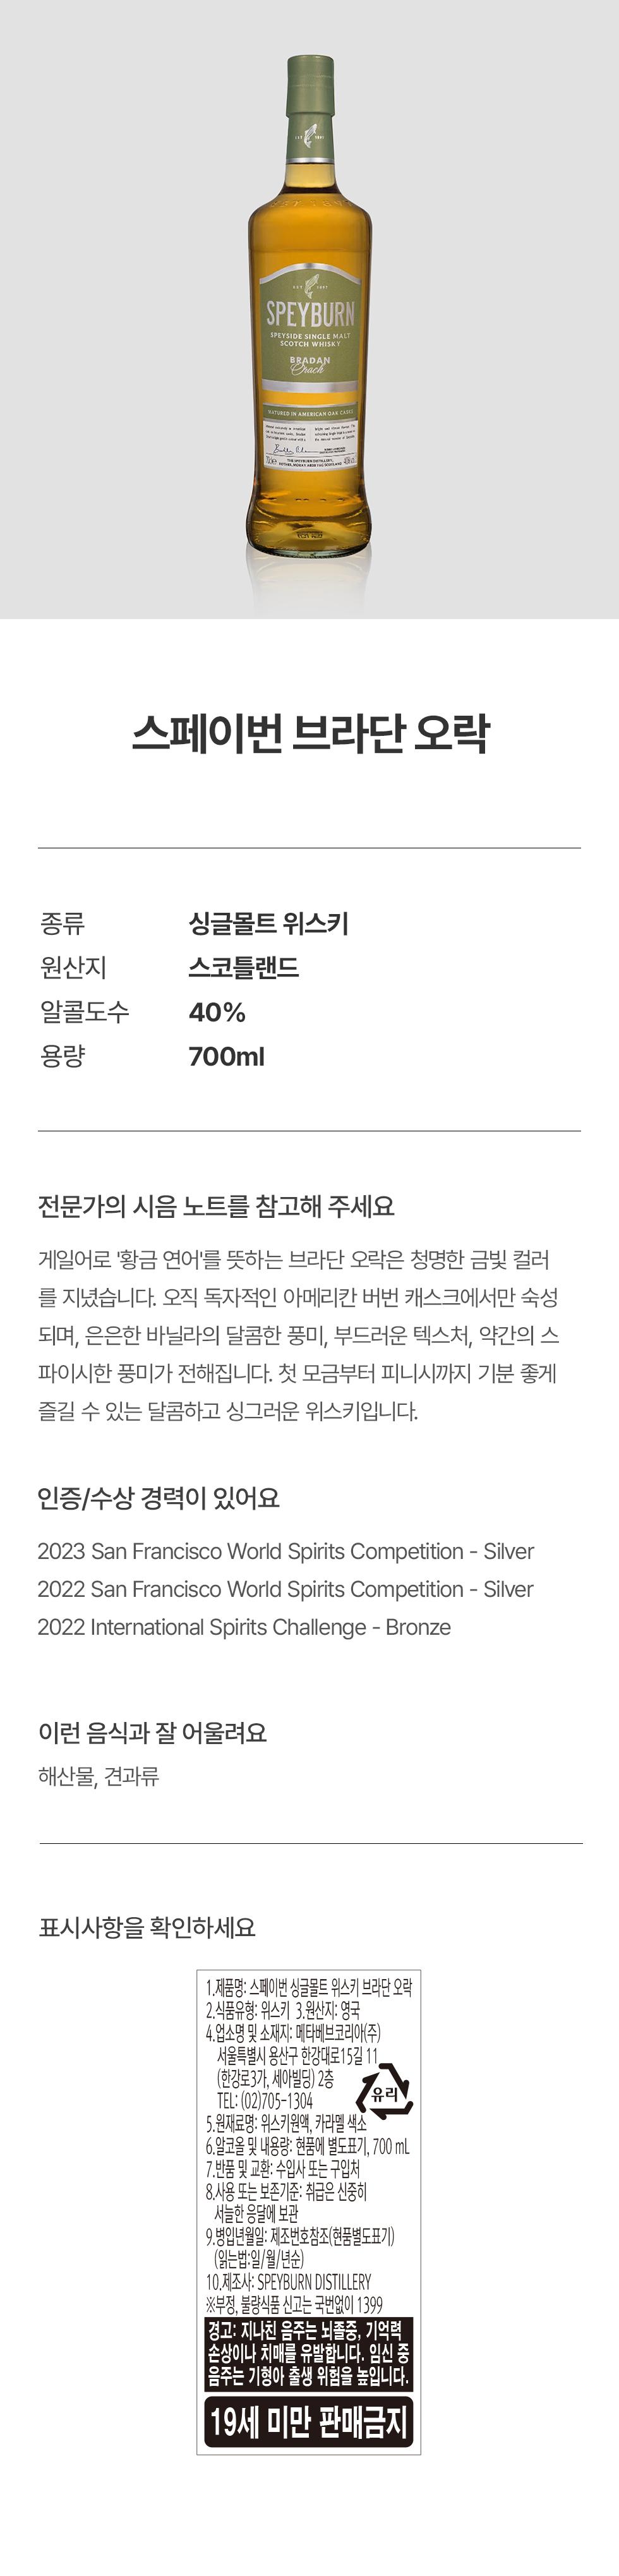 EST 1897
SPEYBURN
SPEYSIDE SINGLE MALT
SCOTCH WHISKY
BRADAN
Orach
MATURED IN AMERICAN OAK CASKS
THE SPEYBURN DISTILLERY,
스페이번 브라단 오락
종류 싱글몰트 위스키
원산지 스코틀랜드
알콜도수 40%
용량 700ml
전문가의 시음 노트를 참고해 주세요
게일어로 '황금 연어'를 뜻하는 브라단 오락은 청명한 금빛 컬러
를 지녔습니다. 오직 독자적인 아메리칸 버번 캐스크에서만 숙성
되며, 은은한 바닐라의 달콤한 풍미, 부드러운 텍스처, 약간의 스
파이시한 풍미가 전해집니다. 첫 모금부터 피니시까지 기분 좋게
즐길 수 있는 달콤하고 싱그러운 위스키입니다.
인증/수상 경력이 있어요
2023 San Francisco World Spirits Competition - Silver
2022 San Francisco World Spirits Competition - Silver
2022 International Spirits Challenge - Bronze
이런 음식과 잘 어울려요
해산물, 견과류
표시사항을 확인하세요
1.제품명: 스페이번 싱글몰트 위스키 브라단 오락
2.식품유형: 위스키 3.원산지: 영국
4.업소명 및 소재지: 메타베브코리아(주)
서울특별시 용산구 한강대로15길 11
(한강로3가, 세아빌딩) 2층
TEL: (02)705-1304
유리
5.원재료명: 위스키원액, 카라멜 색소
6.알코올 및 내용량: 현품에 별도표기, 700 mL
7.반품 및 교환: 수입사 또는 구입처
8.사용 또는 보존기준: 취급은 신중히
서늘한 응달에 보관
9.병입년월일: 제조번호참조(현품별도표기)
(읽는법:일/월/년순)
10.제조사: SPEYBURN DISTILLERY
※부정, 불량식품 신고는 국번없이 1399
경고: 지나친 음주는 뇌졸중, 기억력
손상이나 치매를 유발합니다. 임신 중
음주는 기형아 출생 위험을 높입니다.
19세 미만 판매금지